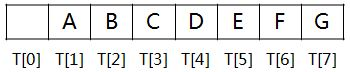 A B C D E F G
T[0] T[1] T[2] T[3] T[4] T[5] T[6] T[7]